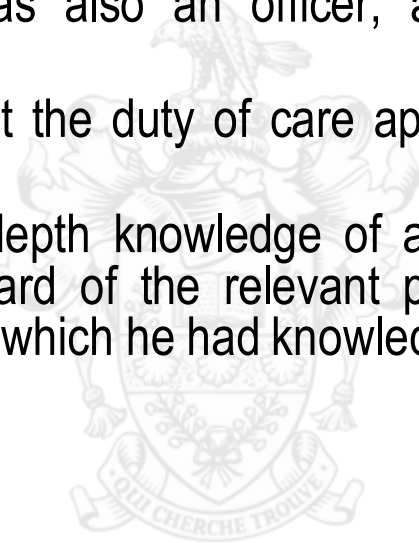 as also an officer, a
t the duty of care ap
depth knowledge of a
ard of the relevant p
which he had knowled
QUI CHERCHE TROUVE